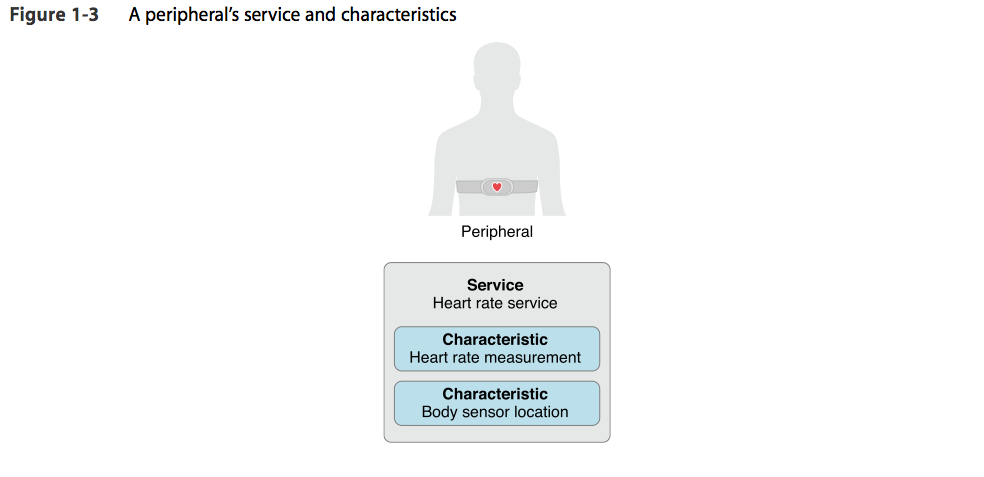 Figure 1-3 A peripheral’s service and characteristics
Peripheral
Service
Heart rate service
Characteristic
Heart rate measurement
Characteristic
Body sensor location